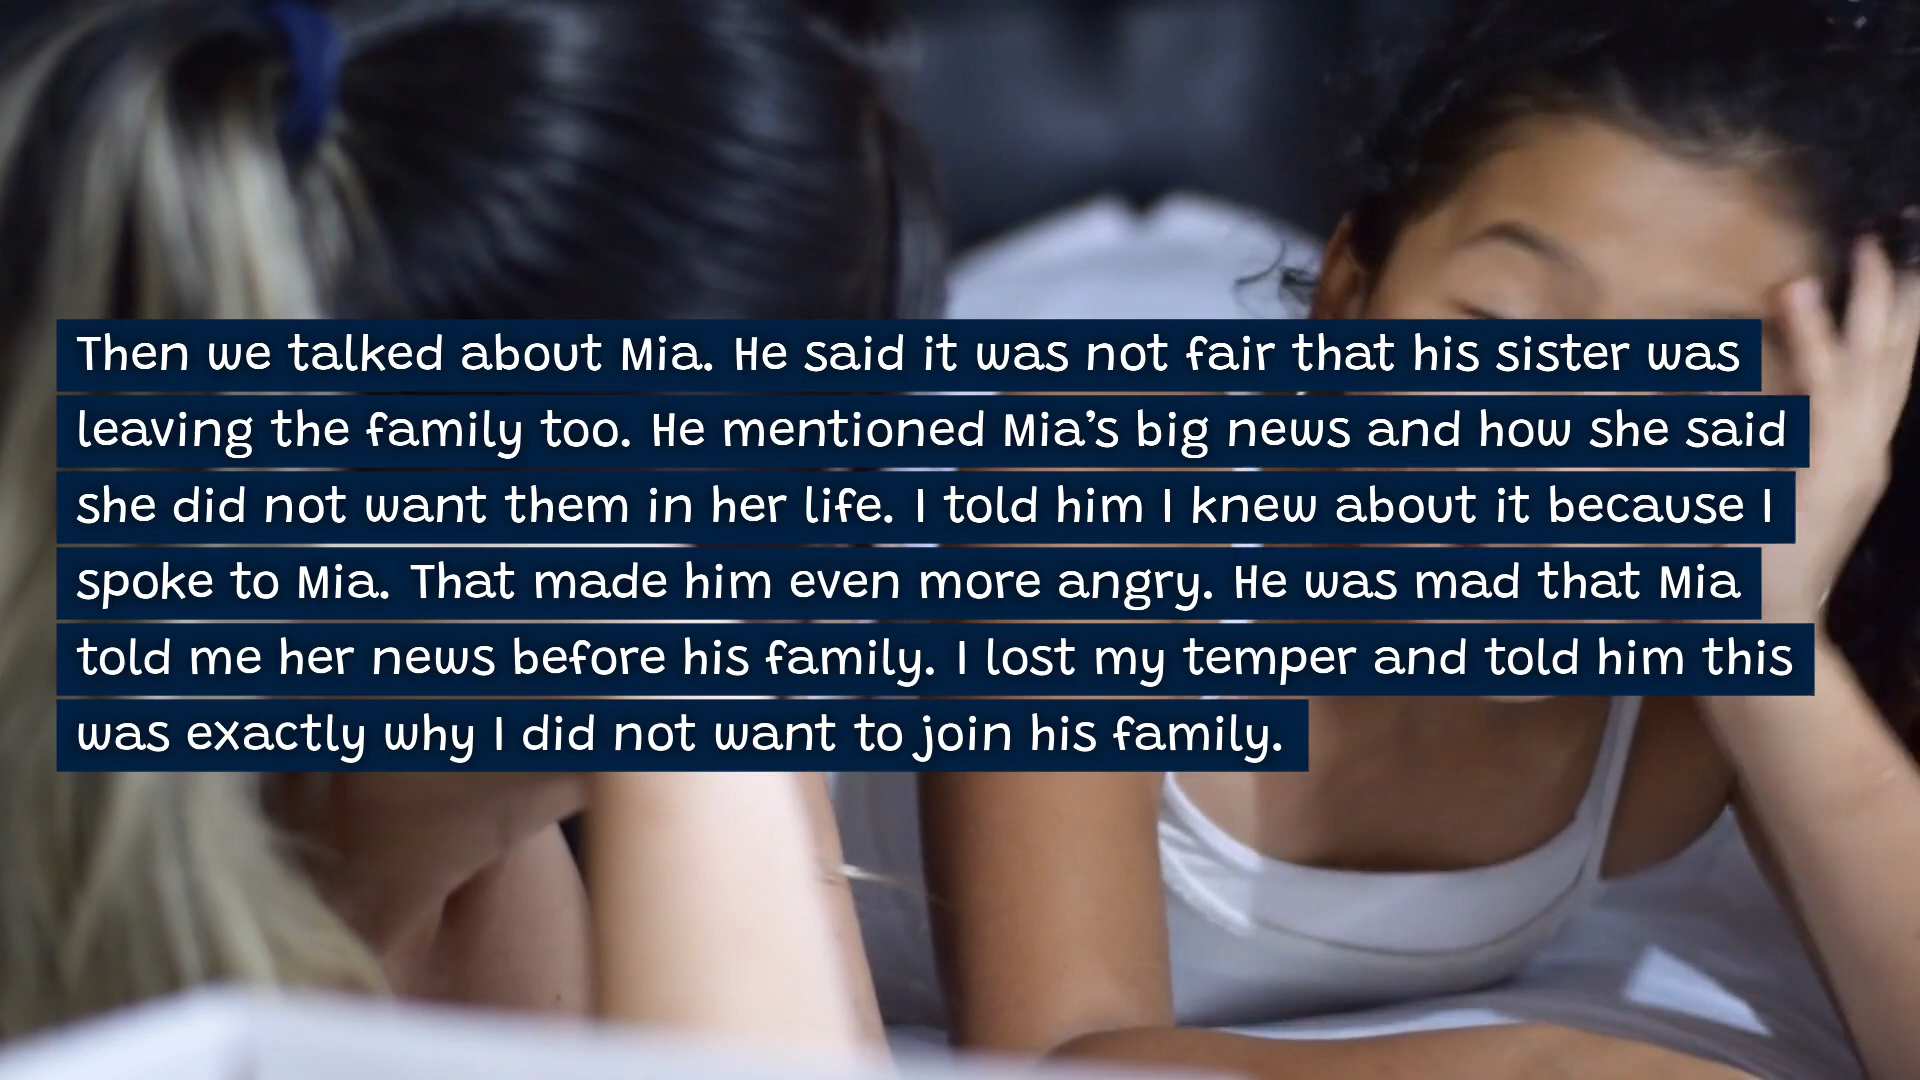 Then we talked about Mia. He said it was not fair that his sister was
leaving the family too. He mentioned Mia’s big news and how she said
she did not want them in her life. I told him I knew about it because I
spoke to Mia. That made him even more angry. He was mad that Mia
told me her news before his family. I lost my temper and told him this
was exactly why I did not want to join his family.